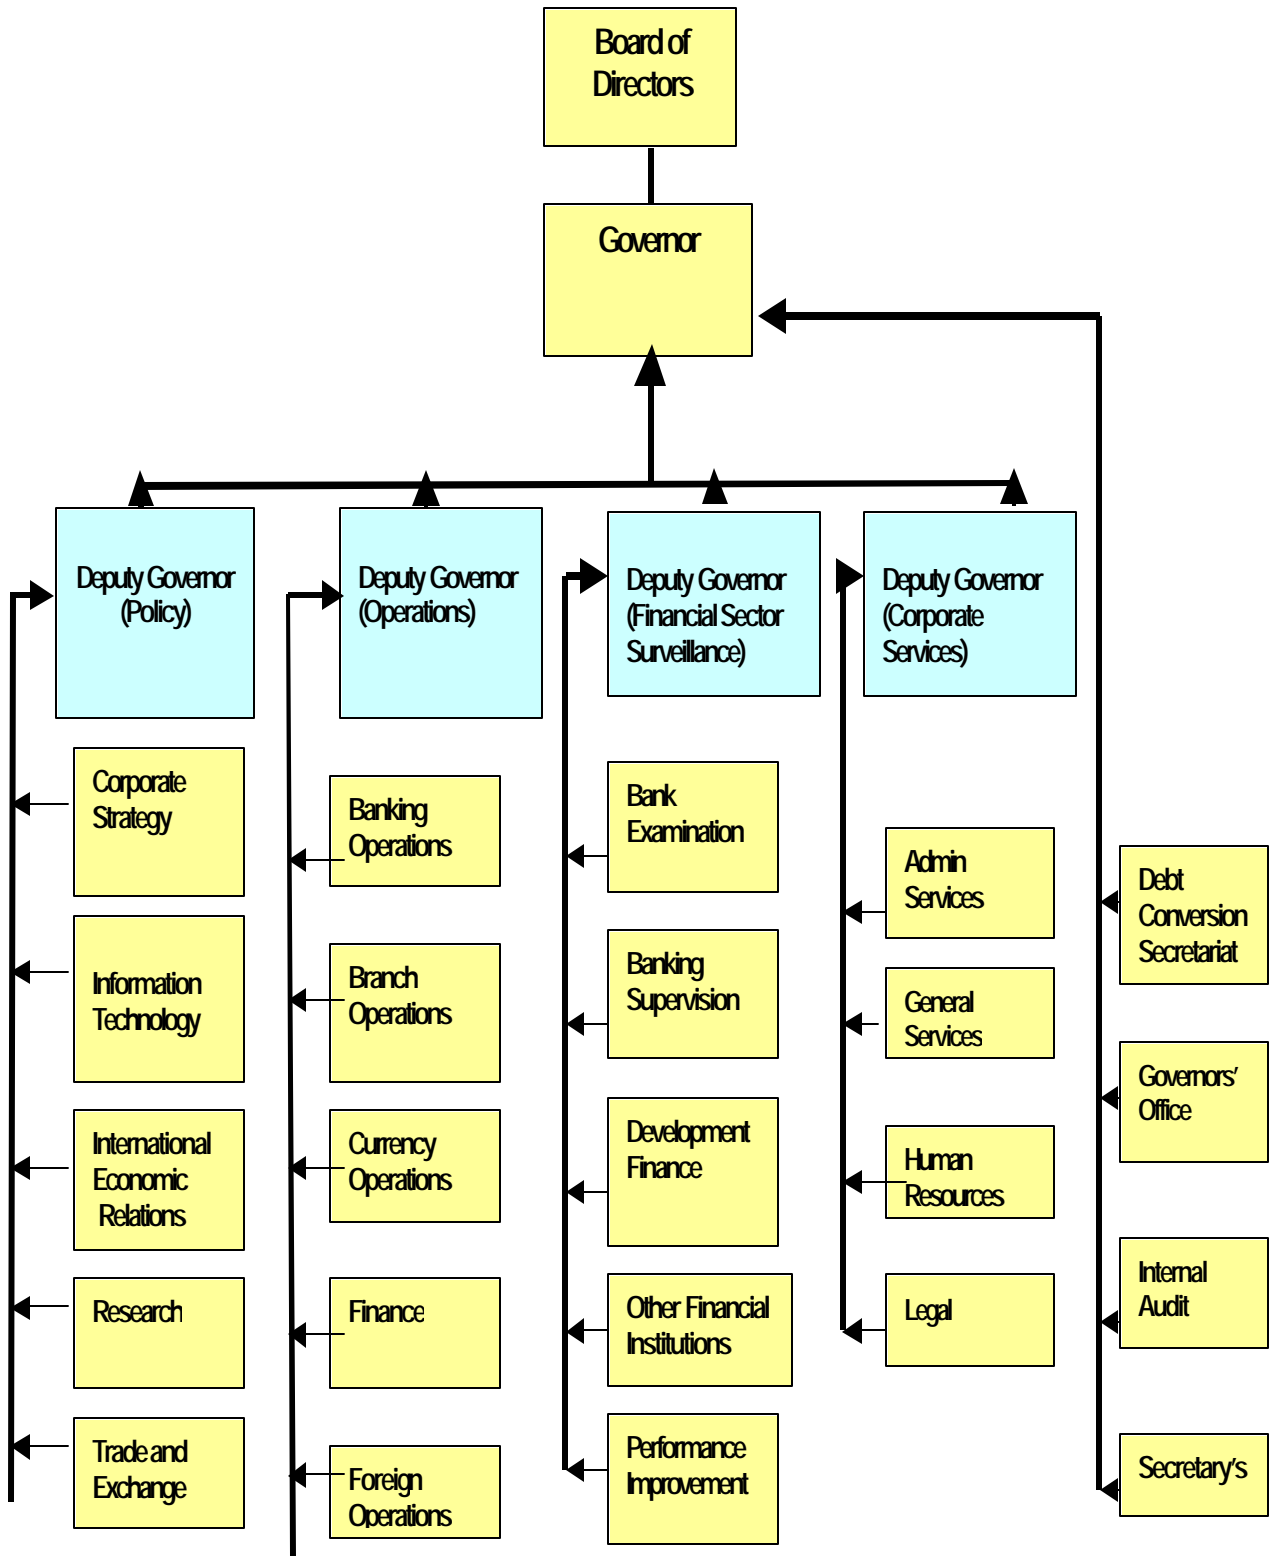 Board of
Directors
Governor
Deputy Governor
(Policy)
Deputy Governor
(Operations)
Deputy Governor
(Financial Sector
Surveillance)
Deputy Governor
(Corporate
Services)
Corporate
Strategy
Information
Technology
International
Economic
Relations
Research
Trade and
Exchange
Banking
Operations
Branch
Operations
Currency
Operations
Finance
Foreign
Operations
Bank
Examination
Banking
Supervision
Development
Finance
Other Financial
Institutions
Performance
Improvement
Admin
Services
General
Services
Human
Resources
Legal
Debt
Conversion
Secretariat
Governors’
Office
Internal
Audit
Secretary’s